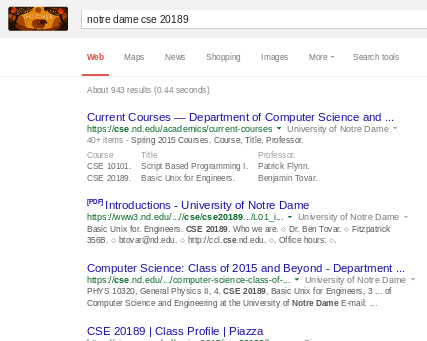 notre dame cse 20189
Web Maps News Shopping Images More Search tools
About 943 results (0.44 seconds)
Current Courses — Department of Computer Science and ...
https://cse.nd.edu/academics/current-courses University of Notre Dame
40+ items - Spring 2015 Courses. Course, Title, Professor.
Course Title Professor.
CSE 10101. Script Based Programming I. Patrick Flynn.
CSE 20189. Basic Unix for Engineers. Benjamin Tovar.
[PDF] Introductions - University of Notre Dame
https://www3.nd.edu/...//cse/cse20189.../L01_i... University of Notre Dame
Basic Unix for. Engineers. CSE 20189. Who we are. ○ Dr. Ben Tovar. ○ Fitzpatrick
356B. ○ btovar@nd.edu. ○ http://ccl.cse.nd.edu. ○. Office hours: ○.
Computer Science: Class of 2015 and Beyond - Department ...
https://cse.nd.edu/.../computer-science-class-of-... University of Notre Dame
PHYS 10320, General Physics II, 4, CSE 20189, Basic Unix for Engineers, 3 ... of
Computer Science and Engineering at the University of Notre Dame E-mail: ...
CSE 20189 | Class Profile | Piazza